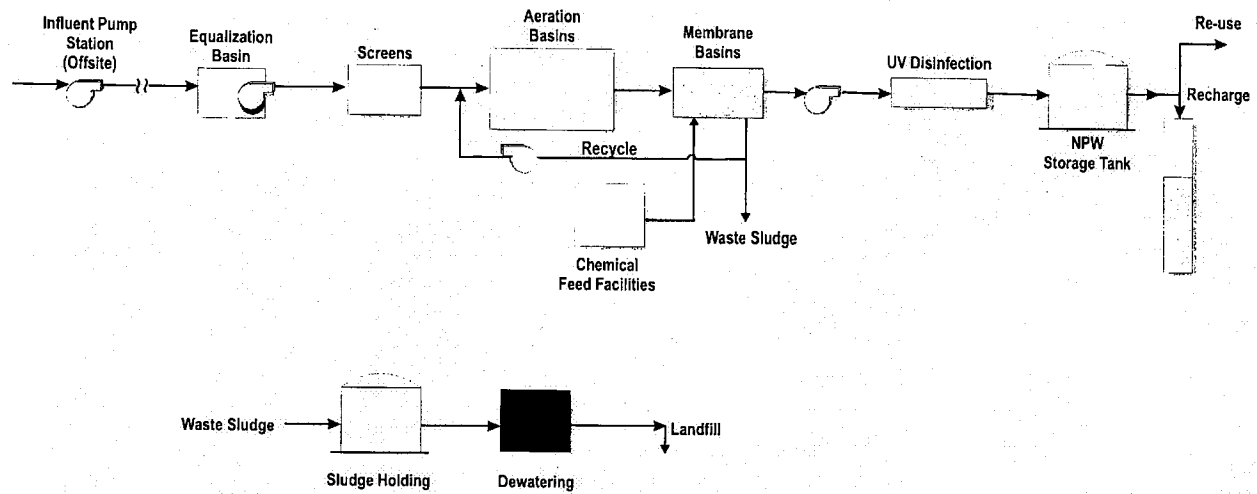 Influent Pump
Station
(Offsite)
Equalization
Basin
Screens
Aeration
Basins
Membrane
Basins
UV Disinfection
Re-use
Recharge
NPW
Storage Tank
Recycle
Waste Sludge
Chemical
Feed Facilities
Waste Sludge
Landfill
Sludge Holding
Dewatering